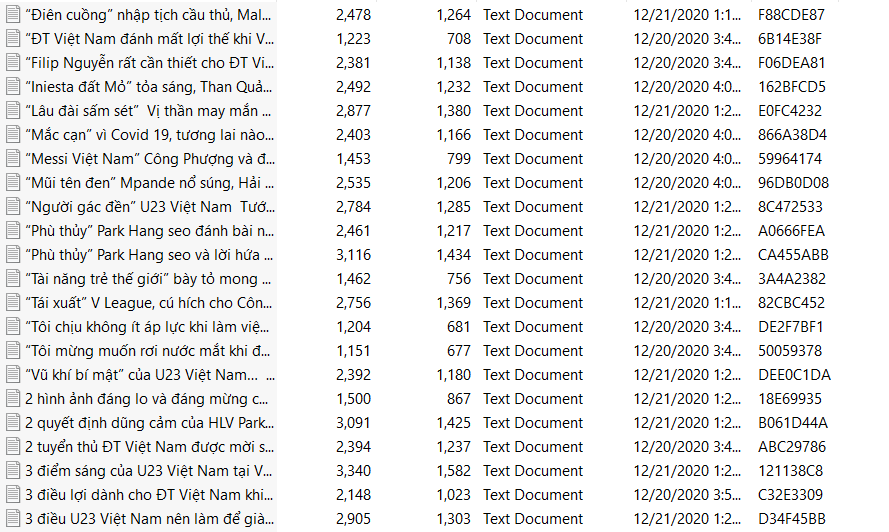 “Điên cuồng” nhập tịch cầu thủ, Mal... 2,478 1,264 Text Document 12/21/2020 1:1... F88CDE87
“ĐT Việt Nam đánh mất lợi thế khi V... 1,223 708 Text Document 12/20/2020 3:4... 6B14E38F
“Filip Nguyễn rất cần thiết cho ĐT Vi... 2,381 1,138 Text Document 12/20/2020 3:4... F06DEA81
“Iniesta đất Mỏ” tỏa sáng, Than Quả... 2,492 1,232 Text Document 12/20/2020 4:0... 162BFCD5
“Lâu đài sấm sét” Vị thần may mắn ... 2,877 1,380 Text Document 12/21/2020 1:2... E0FC4232
“Mắc cạn” vì Covid 19, tương lai nào... 2,403 1,166 Text Document 12/20/2020 4:0... 866A38D4
“Messi Việt Nam” Công Phượng và đ... 1,453 799 Text Document 12/20/2020 4:0... 59964174
“Mũi tên đen” Mpande nổ súng, Hải ... 2,535 1,206 Text Document 12/20/2020 4:0... 96DB0D08
“Người gác đền” U23 Việt Nam Tướ... 2,784 1,285 Text Document 12/21/2020 1:2... 8C472533
“Phù thủy” Park Hang seo đánh bài n... 2,461 1,217 Text Document 12/21/2020 1:2... A0666FEA
“Phù thủy” Park Hang seo và lời hứa ... 3,116 1,434 Text Document 12/21/2020 1:2... CA455ABB
“Tài năng trẻ thế giới” bày tỏ mong ... 1,462 756 Text Document 12/20/2020 3:4... 3A4A2382
“Tái xuất” V League, cú hích cho Côn... 2,756 1,369 Text Document 12/21/2020 1:1... 82CBC452
“Tôi chịu không ít áp lực khi làm việ... 1,204 681 Text Document 12/20/2020 3:4... DE2F7BF1
“Tôi mừng muốn rơi nước mắt khi đ... 1,151 677 Text Document 12/20/2020 3:4... 50059378
“Vũ khí bí mật” của U23 Việt Nam... ... 2,392 1,180 Text Document 12/21/2020 1:2... DEE0C1DA
2 hình ảnh đáng lo và đáng mừng c... 1,500 867 Text Document 12/21/2020 1:2... 18E69935
2 quyết định dũng cảm của HLV Park... 3,091 1,425 Text Document 12/21/2020 1:2... B061D44A
2 tuyển thủ ĐT Việt Nam được mời s... 2,394 1,237 Text Document 12/20/2020 3:4... ABC29786
3 điểm sáng của U23 Việt Nam tại V... 3,340 1,582 Text Document 12/21/2020 1:2... 121138C8
3 điều lợi dành cho ĐT Việt Nam khi... 2,148 1,023 Text Document 12/20/2020 3:5... C32E3309
3 điều U23 Việt Nam nên làm để già... 2,905 1,303 Text Document 12/21/2020 1:2... D34F45BB